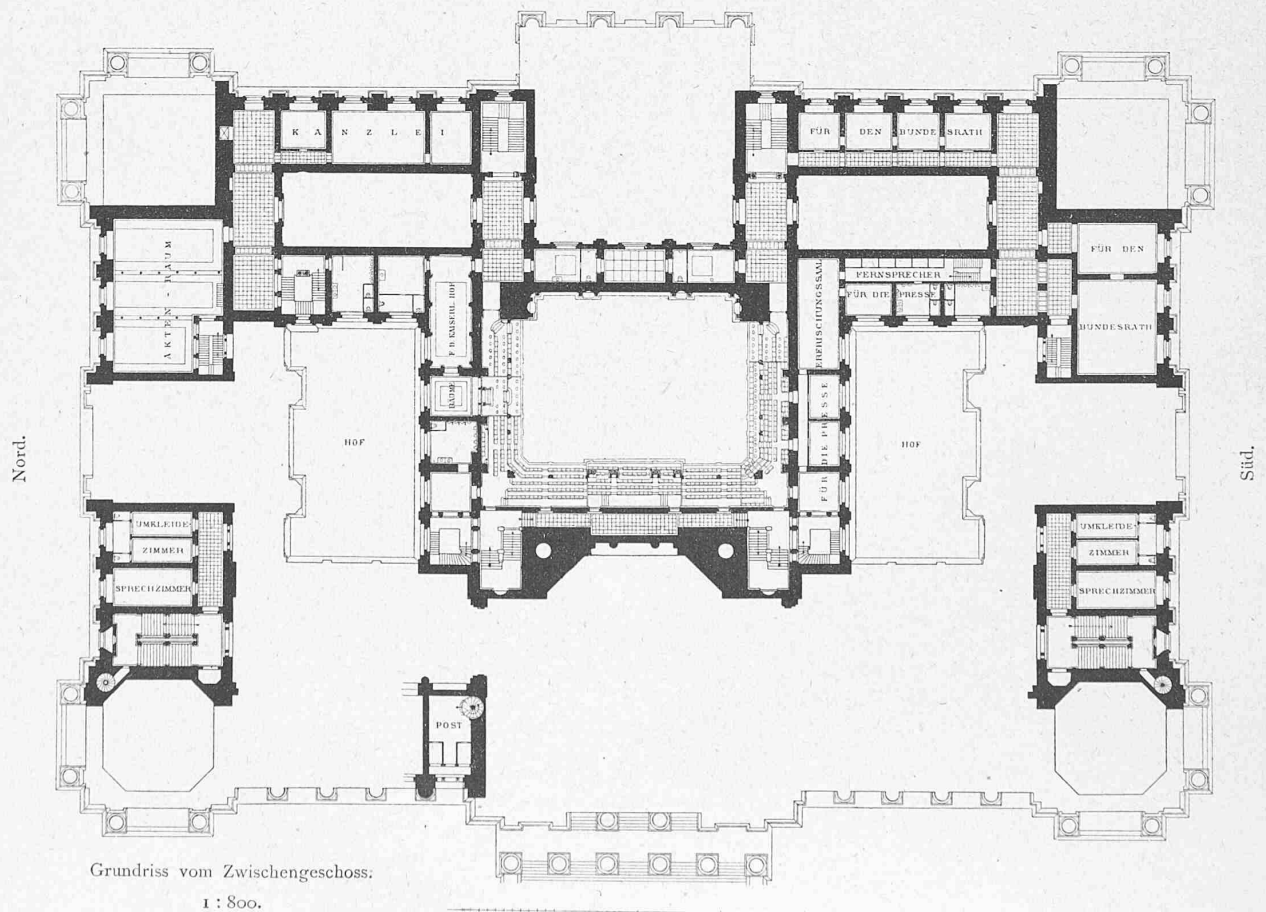 KANZLEI
FÜR DEN BUNDESRATH
AKTEN-RAUM
FÜR DEN
BUNDESRATH
F. D. KAISERL. HOF
RÄUME
ERFRISCHUNGSSAAL
FERNSPRECHER
FÜR DIE PRESSE
FÜR DIE PRESSE
HOF
HOF
Nord.
Süd.
UMKLEIDE-
ZIMMER
SPRECHZIMMER
UMKLEIDE-
ZIMMER
SPRECHZIMMER
POST
Grundriss vom Zwischengeschoss.
1 : 800.